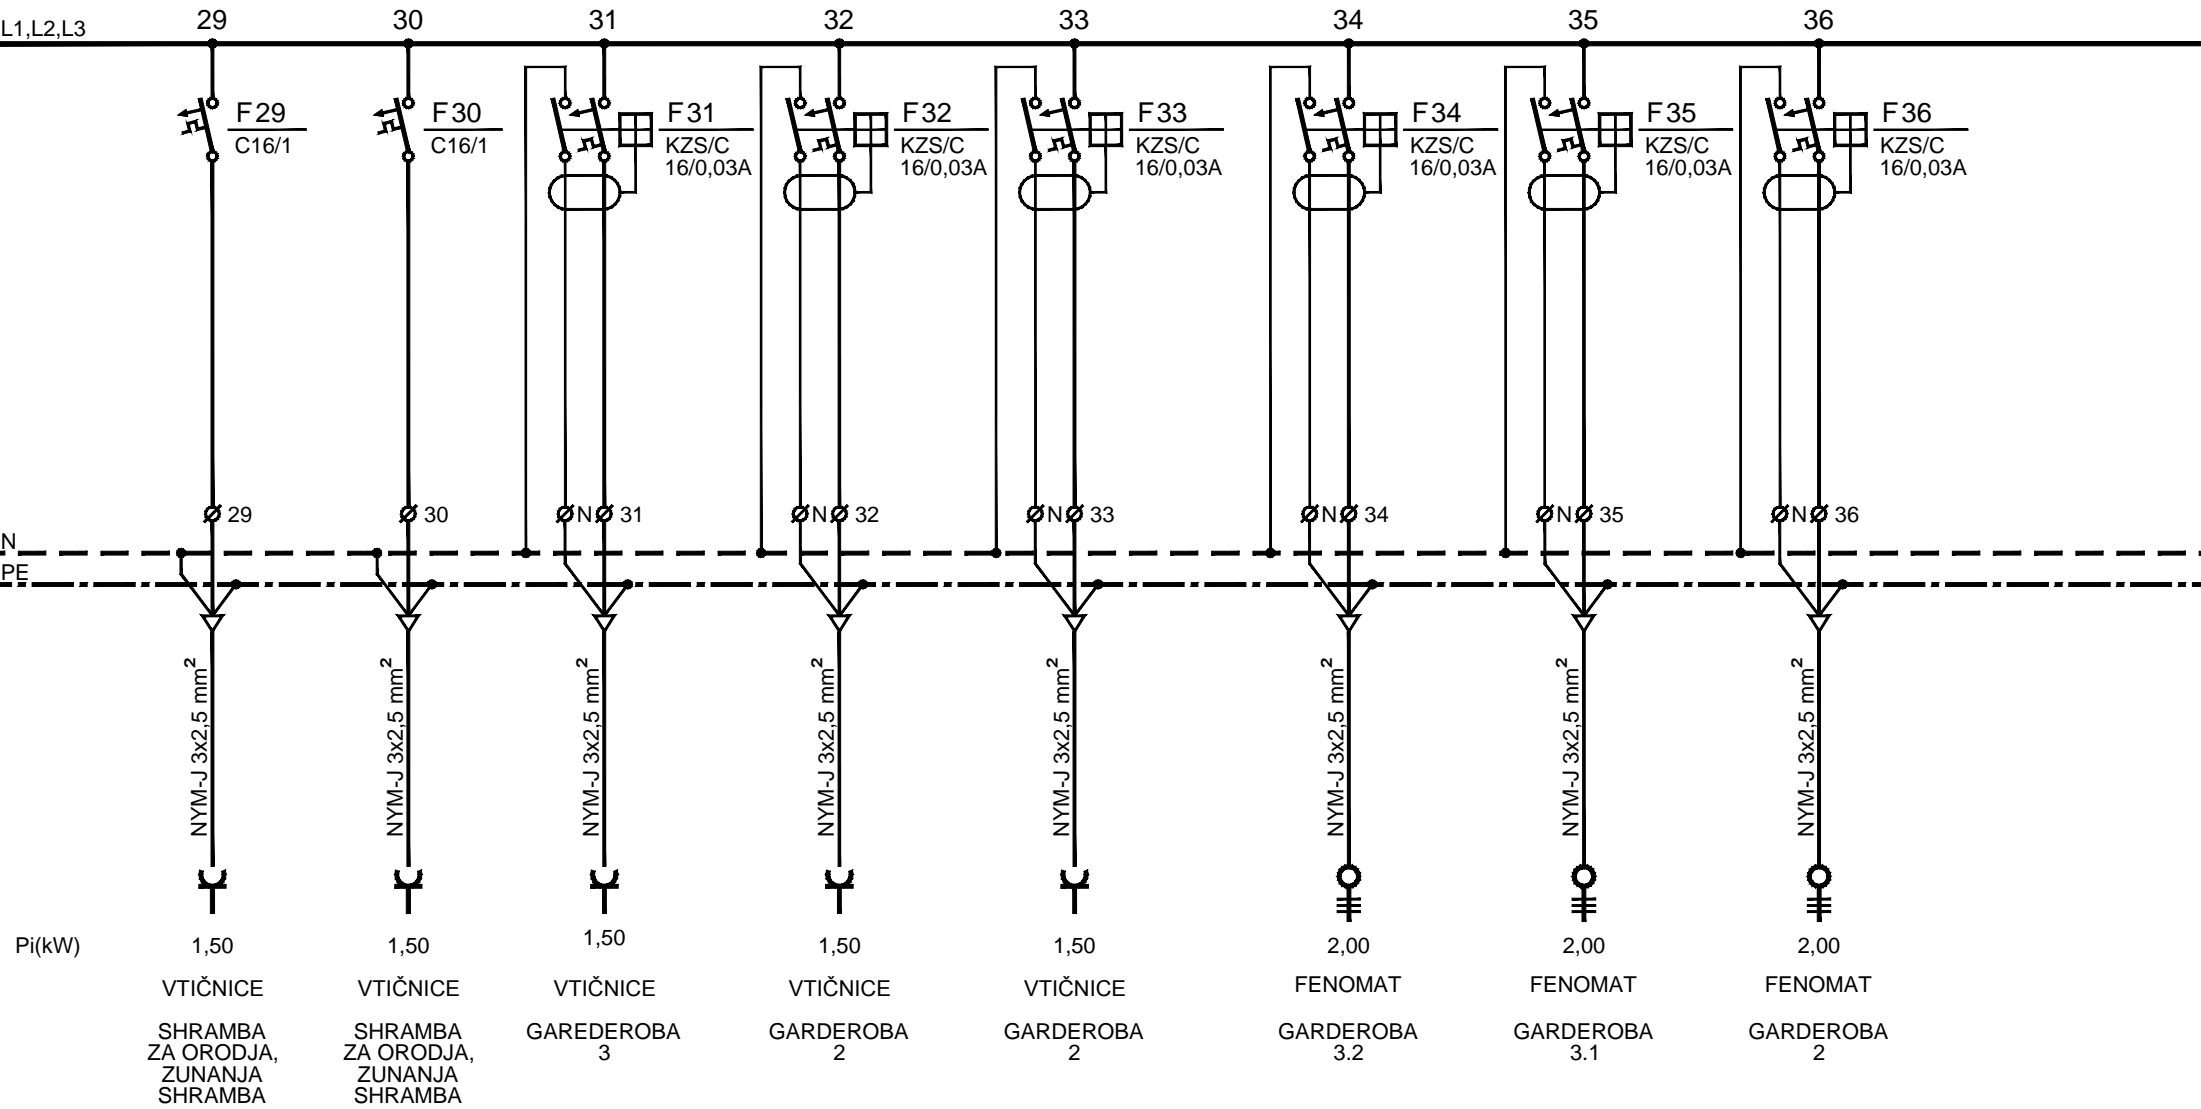 29 30 31 32 33 34 35 36
L1,L2,L3
F29 F30 F31 F32 F33 F34 F35 F36
C16/1 C16/1 KZS/C KZS/C KZS/C KZS/C KZS/C KZS/C
16/0,03A 16/0,03A 16/0,03A 16/0,03A 16/0,03A 16/0,03A
29 30 N 31 N 32 N 33 N 34 N 35 N 36
N
PE
NYM-J 3x2,5 mm²
NYM-J 3x2,5 mm²
NYM-J 3x2,5 mm²
NYM-J 3x2,5 mm²
NYM-J 3x2,5 mm²
NYM-J 3x2,5 mm²
NYM-J 3x2,5 mm²
NYM-J 3x2,5 mm²
Pi(kW) 1,50 1,50 1,50 1,50 1,50 2,00 2,00 2,00
VTIČNICE VTIČNICE VTIČNICE VTIČNICE VTIČNICE FENOMAT FENOMAT FENOMAT
SHRAMBA SHRAMBA GAREDEROBA GARDEROBA GARDEROBA GARDEROBA GARDEROBA GARDEROBA
ZA ORODJA, ZA ORODJA, 3 2 2 3.2 3.1 2
ZUNANJA ZUNANJA
SHRAMBA SHRAMBA